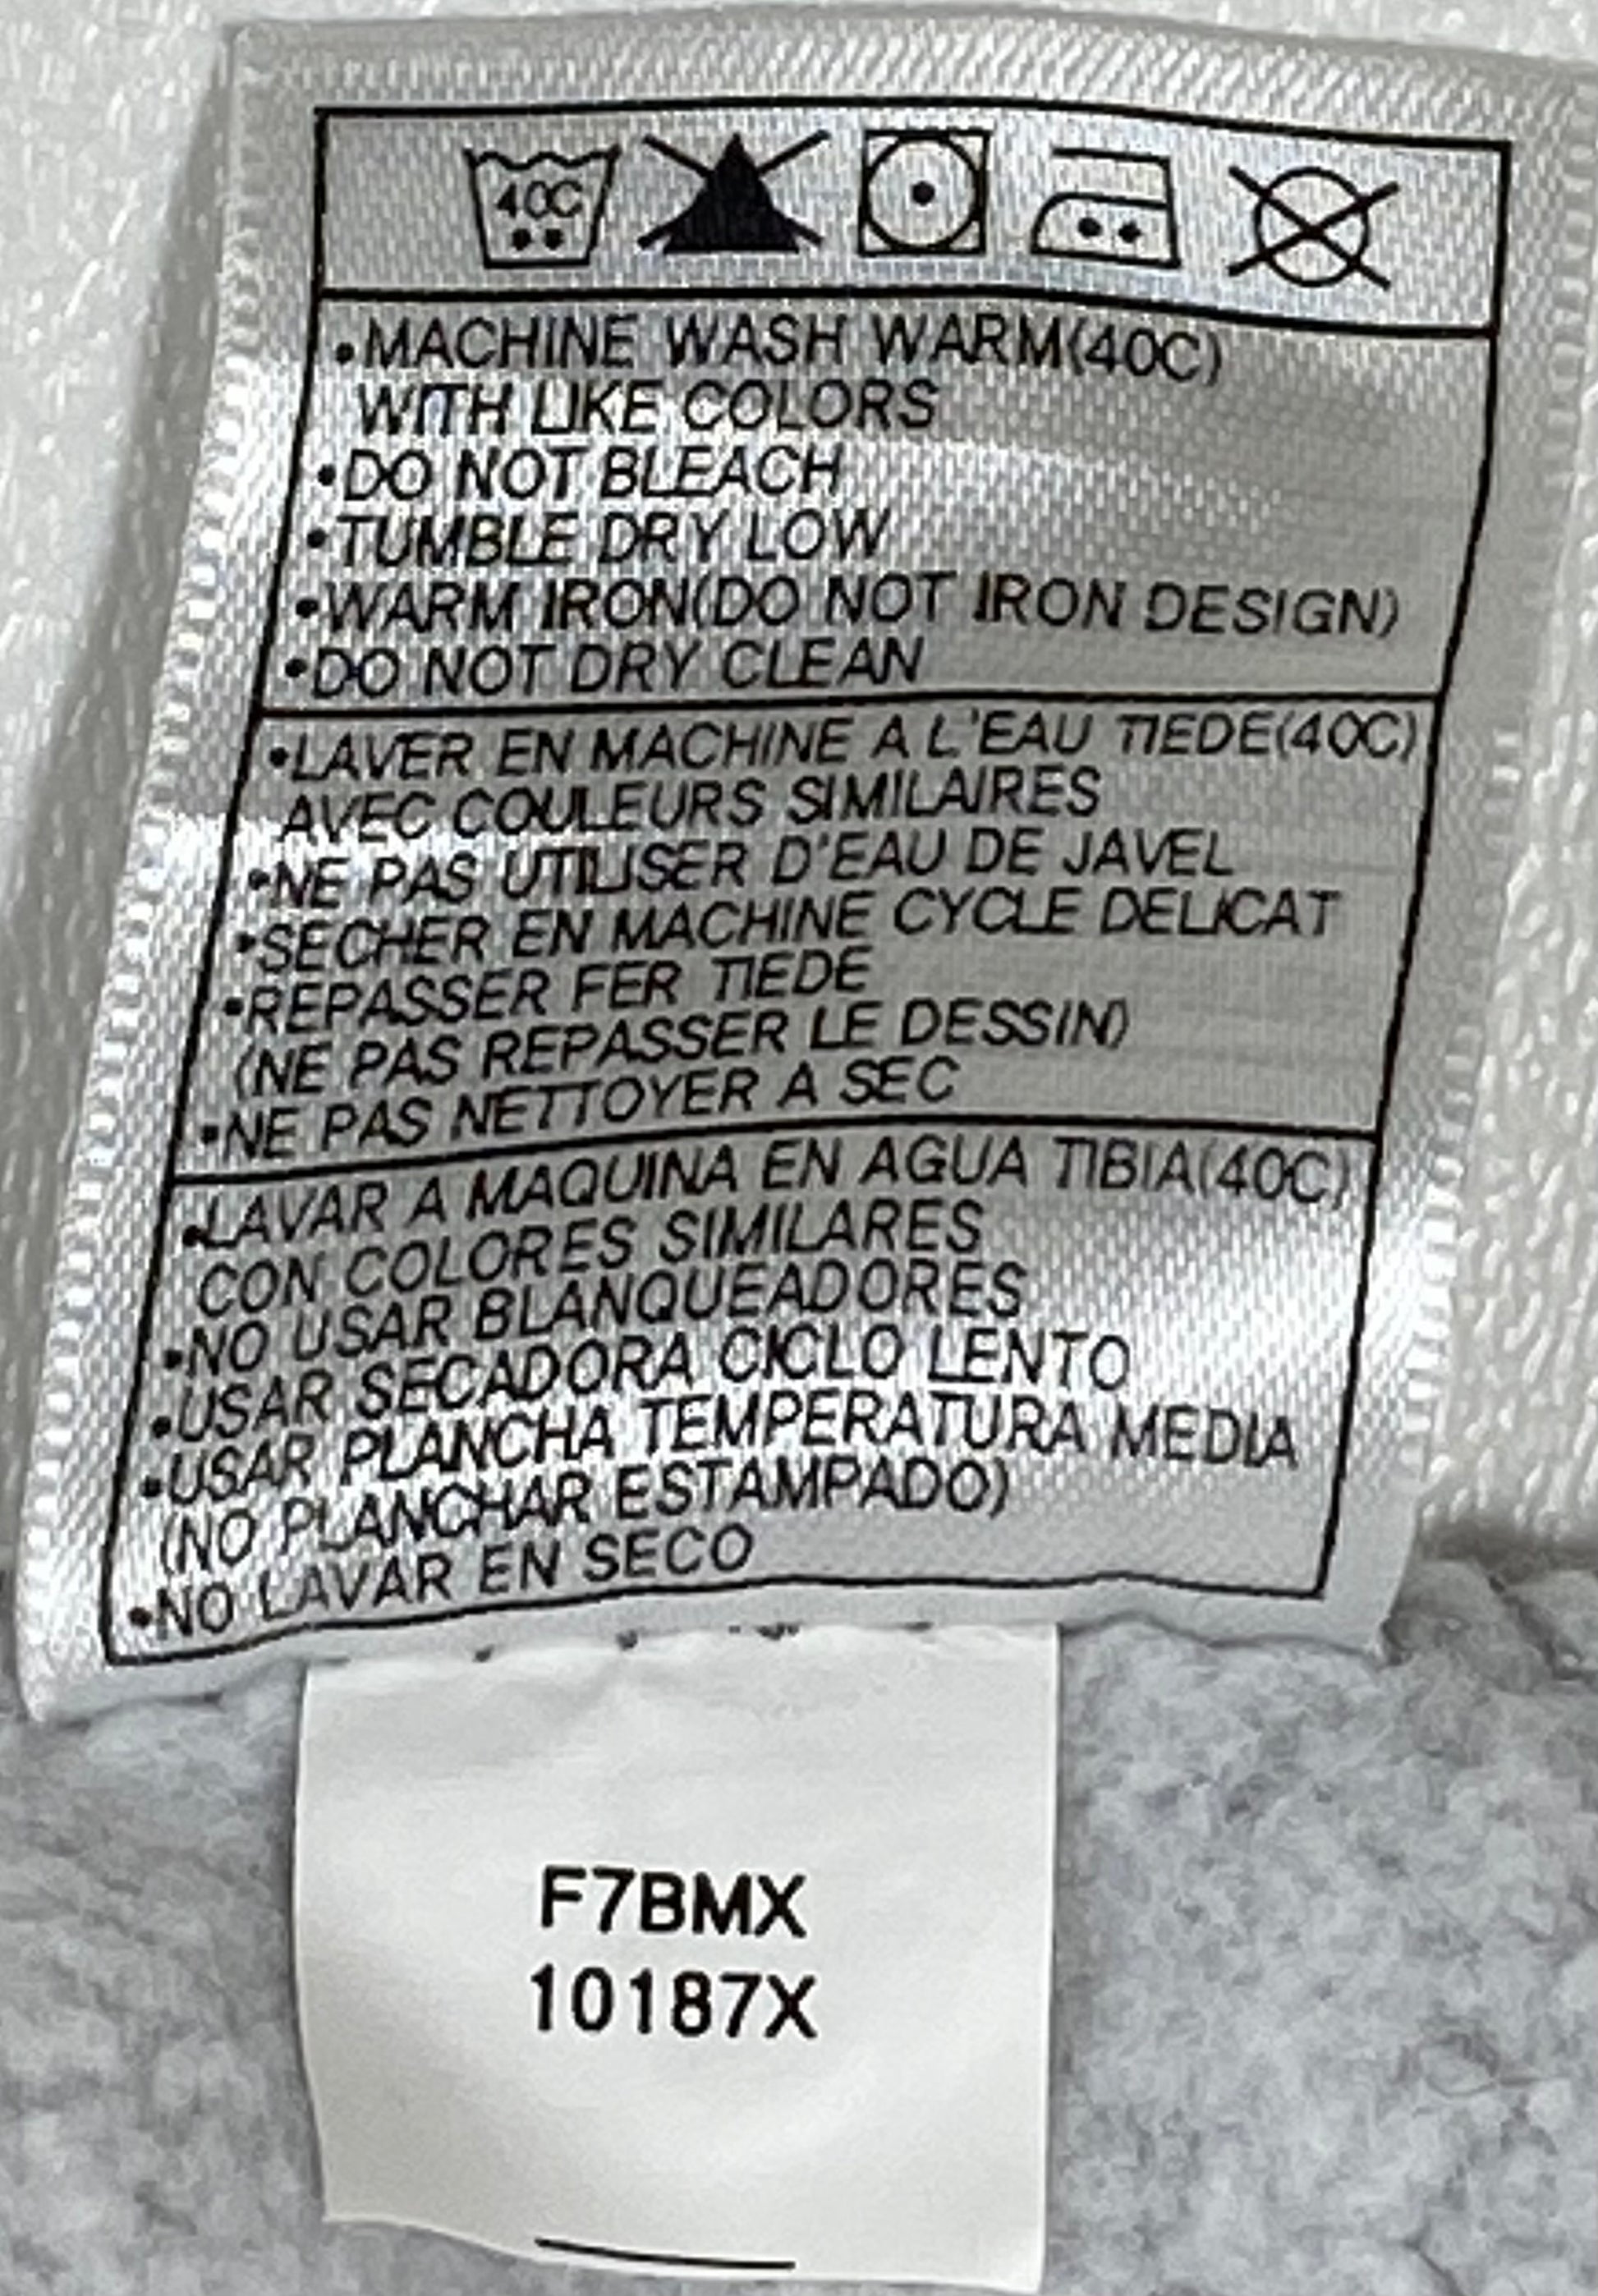 40C
•MACHINE WASH WARM(40C)
WITH LIKE COLORS
•DO NOT BLEACH
•TUMBLE DRY LOW
•WARM IRON(DO NOT IRON DESIGN)
•DO NOT DRY CLEAN
•LAVER EN MACHINE A L'EAU TIEDE(40C)
AVEC COULEURS SIMILAIRES
•NE PAS UTILISER D'EAU DE JAVEL
•SECHER EN MACHINE CYCLE DELICAT
•REPASSER FER TIEDE
(NE PAS REPASSER LE DESSIN)
•NE PAS NETTOYER A SEC
•LAVAR A MAQUINA EN AGUA TIBIA(40C)
CON COLORES SIMILARES
•NO USAR BLANQUEADORES
•USAR SECADORA CICLO LENTO
•USAR PLANCHA TEMPERATURA MEDIA
(NO PLANCHAR ESTAMPADO)
•NO LAVAR EN SECO
F7BMX
10187X